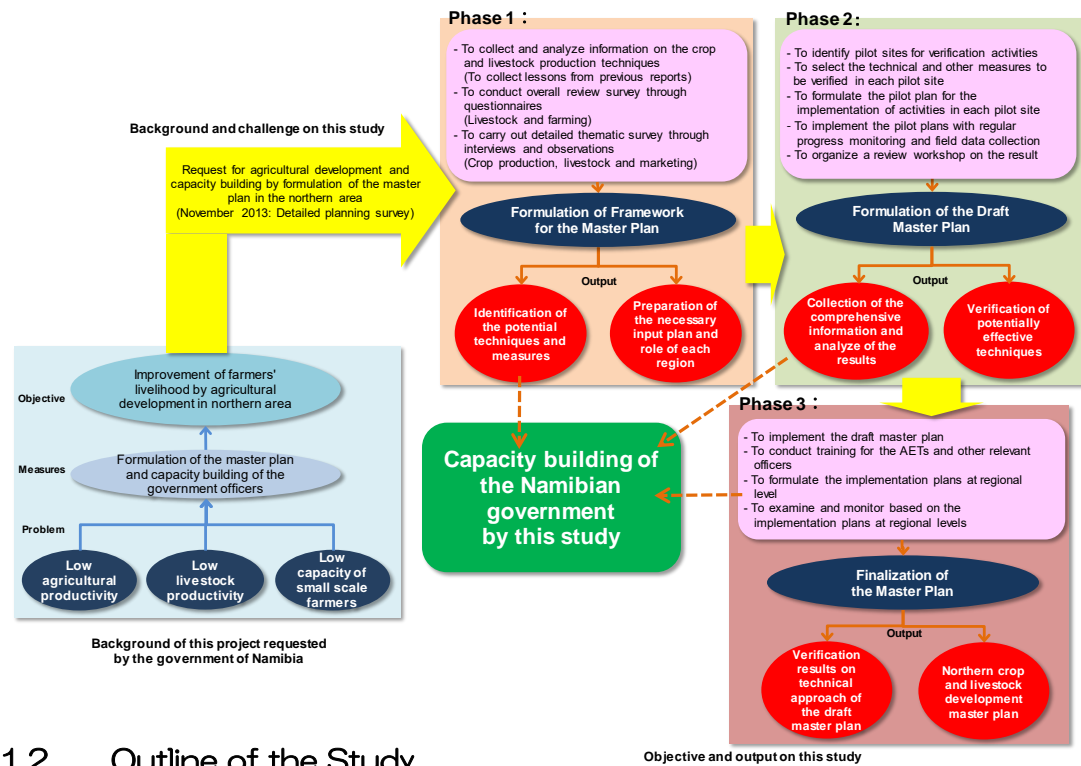 Phase 1：
- To collect and analyze information on the crop
and livestock production techniques
(To collect lessons from previous reports)
- To conduct overall review survey through
questionnaires
(Livestock and farming)
- To carry out detailed thematic survey through
interviews and observations
(Crop production, livestock and marketing)
Formulation of Framework
for the Master Plan
Output
Identification of
the potential
techniques and
measures
Preparation of
the necessary
input plan and
role of each
region
Phase 2：
- To identify pilot sites for verification activities
- To select the technical and other measures to
be verified in each pilot site
- To formulate the pilot plan for the
implementation of activities in each pilot site
- To implement the pilot plans with regular
progress monitoring and field data collection
- To organize a review workshop on the result
Formulation of the Draft
Master Plan
Output
Collection of the
comprehensive
information and
analyze of the
results
Verification of
potentially
effective
techniques
Background and challenge on this study
Request for agricultural development and
capacity building by formulation of the master
plan in the northern area
(November 2013: Detailed planning survey)
Objective
Improvement of farmers'
livelihood by agricultural
development in northern area
Measures
Formulation of the master plan
and capacity building of the
government officers
Problem
Low
agricultural
productivity
Low
livestock
productivity
Low
capacity of
small scale
farmers
Background of this project requested
by the government of Namibia
Capacity building of
the Namibian
government
by this study
Phase 3：
- To implement the draft master plan
- To conduct training for the AETs and other relevant
officers
- To formulate the implementation plans at regional
level
- To examine and monitor based on the
implementation plans at regional levels
Finalization of
the Master Plan
Output
Verification
results on
technical
approach of
the draft
master plan
Northern crop
and livestock
development
master plan
Objective and output on this study
1.2 Outline of the Study